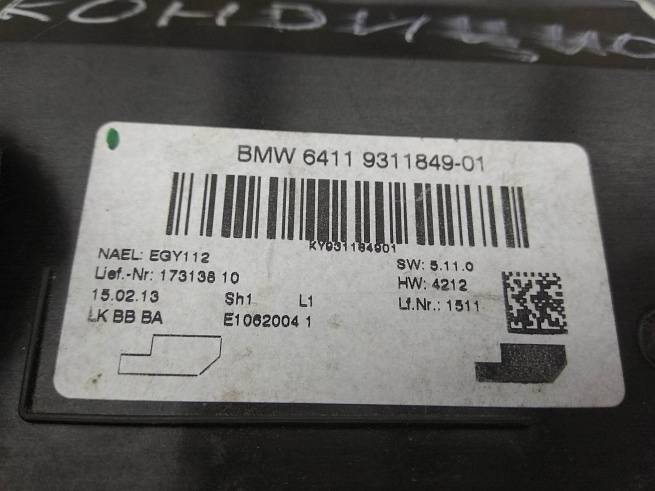 КОНДИЦИО
BMW 6411 9311849-01
KY931184901
NAEL: EGY112
SW: 5.11.0
Lief.-Nr: 173138 10
HW: 4212
15.02.13 Sh1 L1
Lf.Nr.: 1511
LK BB BA E1062004 1